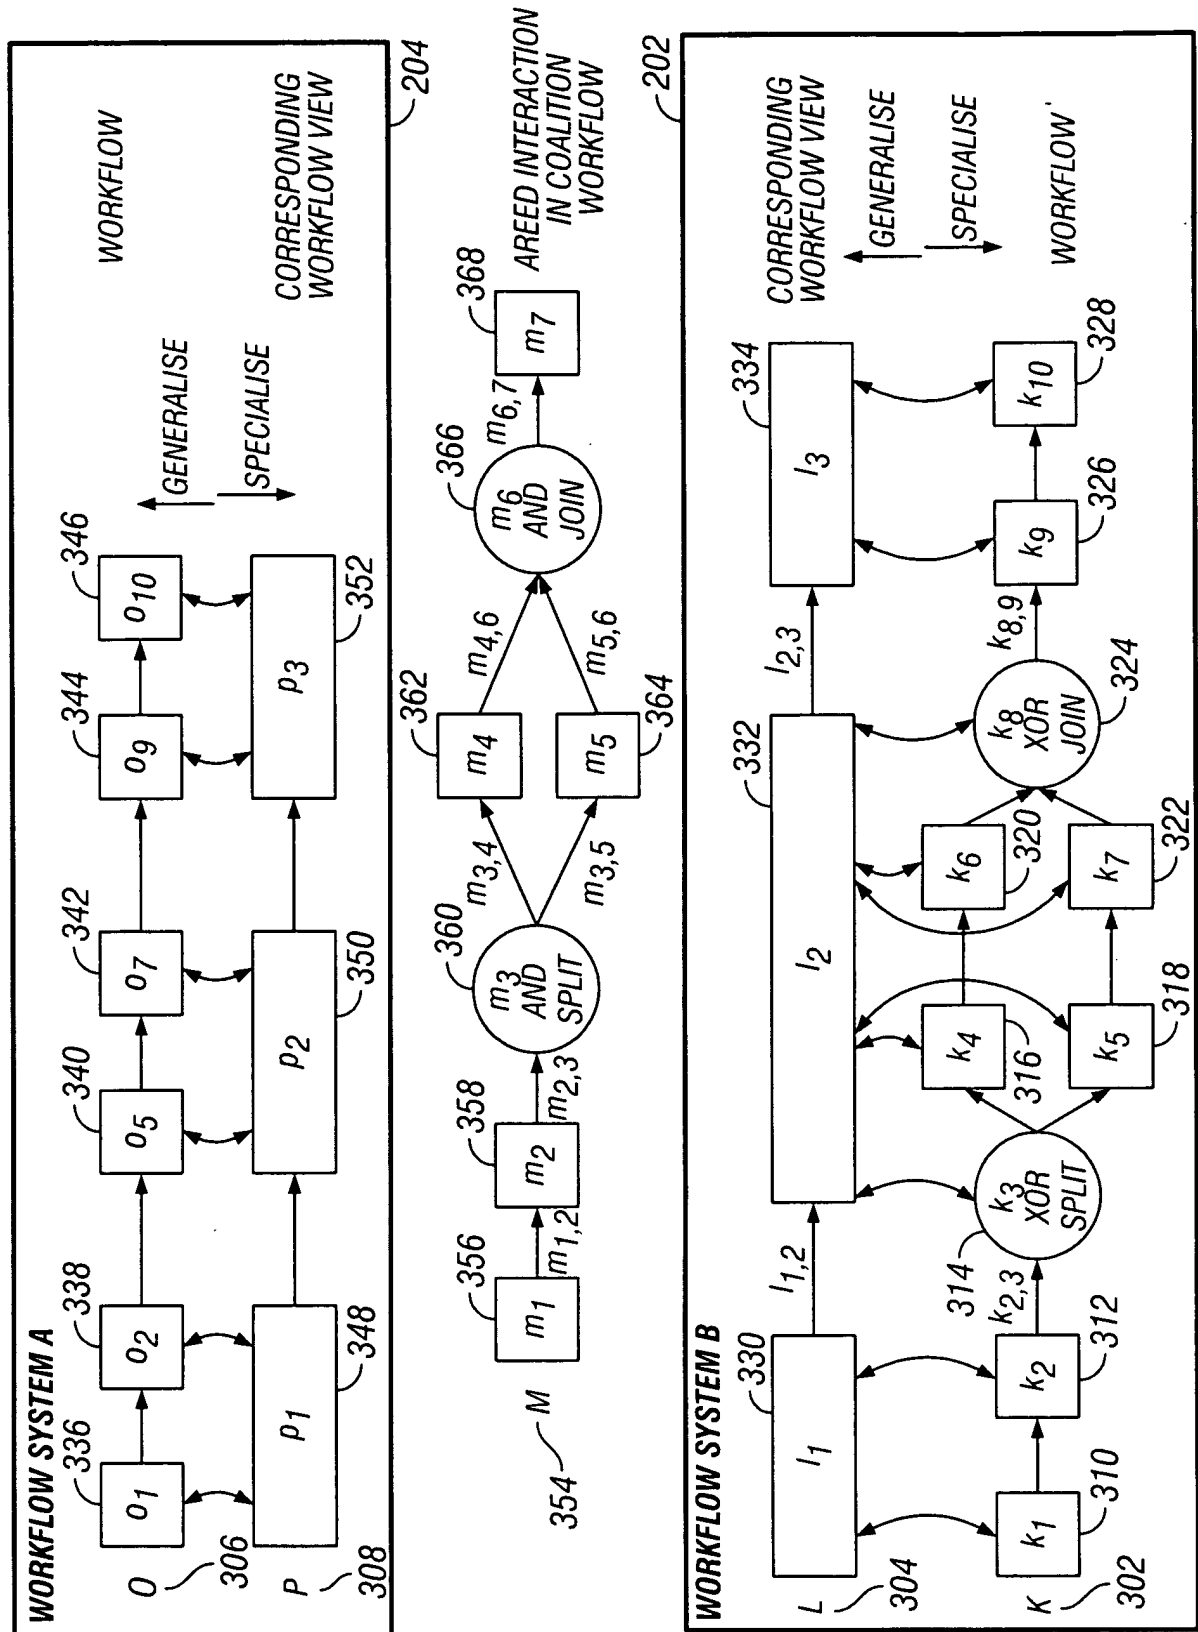 WORKFLOW SYSTEM A
O
306
336
o1
338
o2
340
o5
342
o7
344
o9
346
o10
GENERALISE
SPECIALISE
WORKFLOW
P
308
p1
348
p2
350
p3
352
CORRESPONDING
WORKFLOW VIEW
204
M
354
356
m1
m1,2
358
m2
m2,3
360
m3
AND
SPLIT
m3,4
m3,5
362
m4
m5
364
m4,6
m5,6
366
m6
AND
JOIN
m6,7
368
m7
AREED INTERACTION
IN COALITION
WORKFLOW
WORKFLOW SYSTEM B
202
L
304
330
l1
l1,2
332
l2
l2,3
334
l3
CORRESPONDING
WORKFLOW VIEW
GENERALISE
SPECIALISE
WORKFLOW'
K
302
k1
310
k2
312
k2,3
314
k3
XOR
SPLIT
k4
316
k5
318
k6
320
k7
322
k8
XOR
JOIN
324
k8,9
k9
326
k10
328